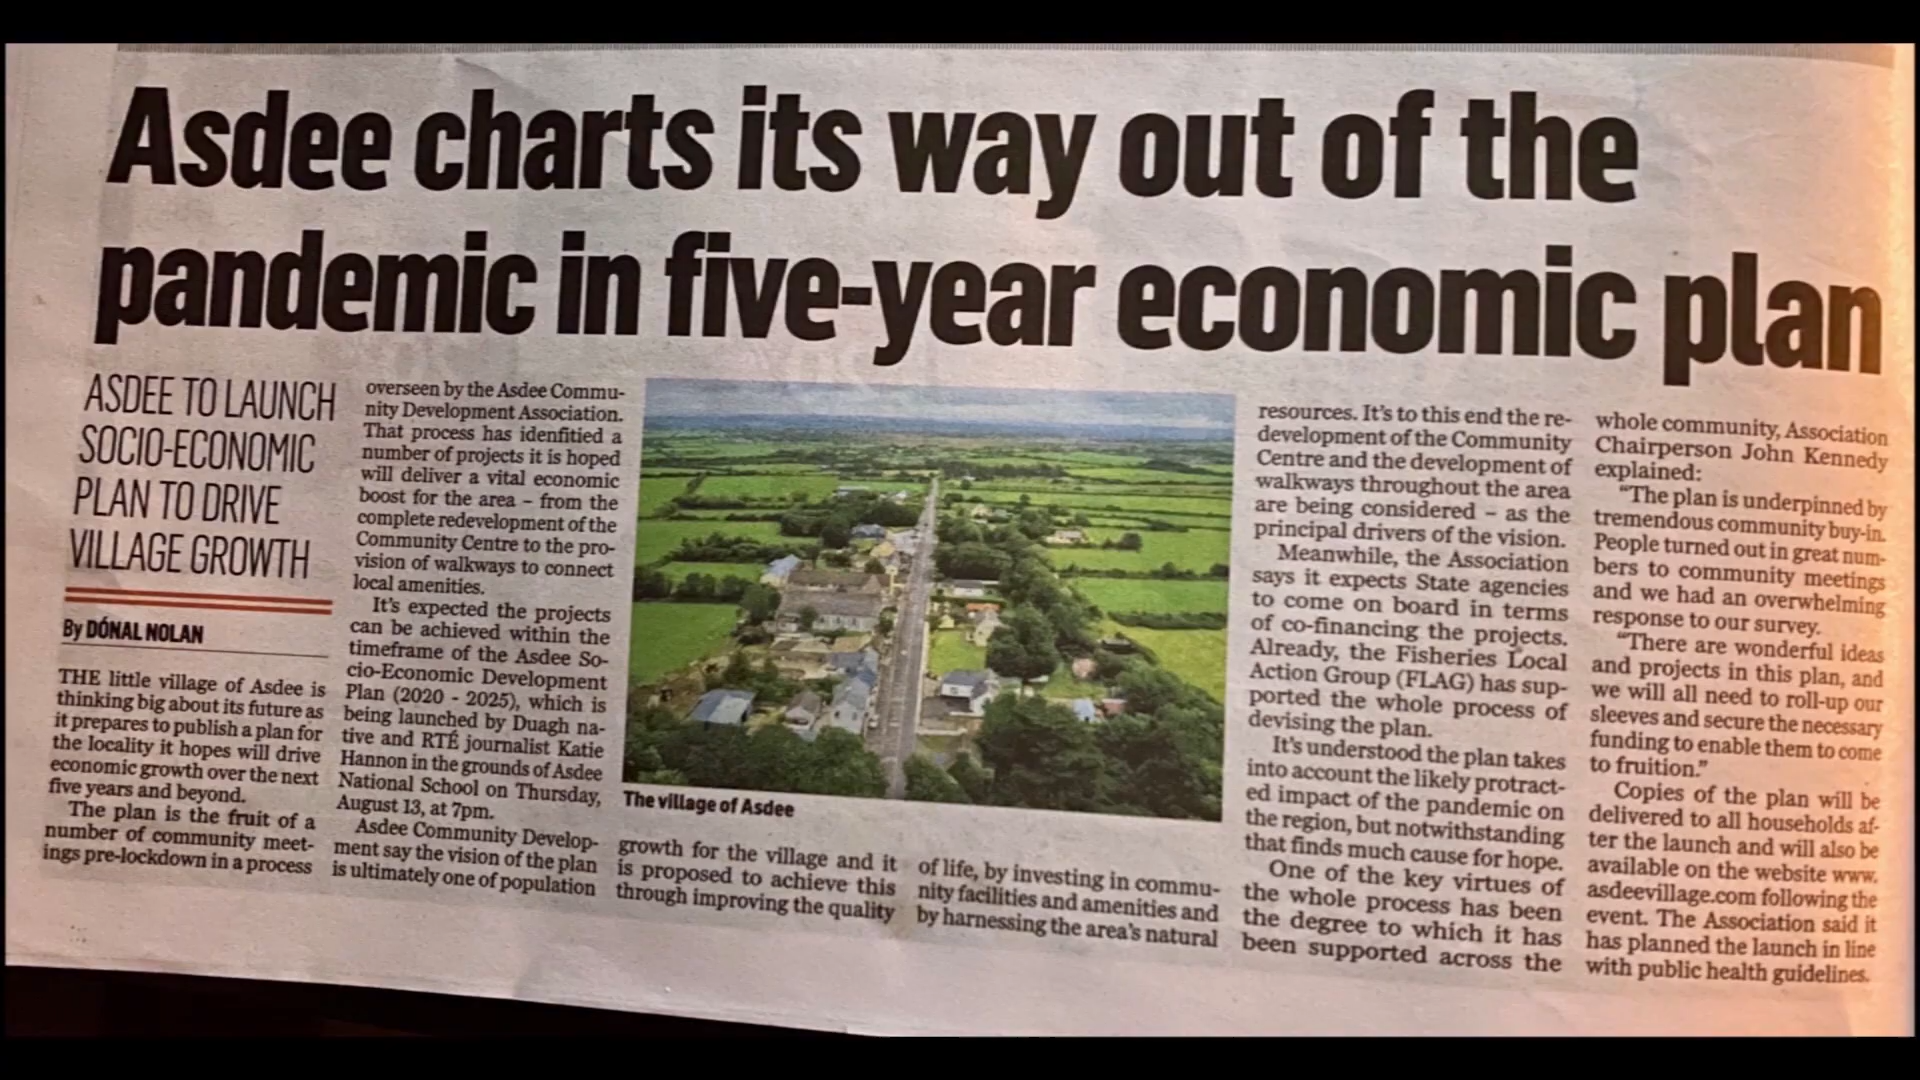 Asdee charts its way out of the
pandemic in five-year economic plan
ASDEE TO LAUNCH
SOCIO-ECONOMIC
PLAN TO DRIVE
VILLAGE GROWTH
By DÓNAL NOLAN
THE little village of Asdee is
thinking big about its future as
it prepares to publish a plan for
the locality it hopes will drive
economic growth over the next
five years and beyond.
The plan is the fruit of a
number of community meet-
ings pre-lockdown in a process
overseen by the Asdee Commu-
nity Development Association.
That process has idenfitied a
number of projects it is hoped
will deliver a vital economic
boost for the area – from the
complete redevelopment of the
Community Centre to the pro-
vision of walkways to connect
local amenities.
It's expected the projects
can be achieved within the
timeframe of the Asdee So-
cio-Economic Development
Plan (2020 - 2025), which is
being launched by Duagh na-
tive and RTÉ journalist Katie
Hannon in the grounds of Asdee
National School on Thursday,
August 13, at 7pm.
Asdee Community Develop-
ment say the vision of the plan
is ultimately one of population
The village of Asdee
growth for the village and it
is proposed to achieve this
through improving the quality
of life, by investing in commu-
nity facilities and amenities and
by harnessing the area's natural
resources. It's to this end the re-
development of the Community
Centre and the development of
walkways throughout the area
are being considered – as the
principal drivers of the vision.
Meanwhile, the Association
says it expects State agencies
to come on board in terms
of co-financing the projects.
Already, the Fisheries Local
Action Group (FLAG) has sup-
ported the whole process of
devising the plan.
It's understood the plan takes
into account the likely protract-
ed impact of the pandemic on
the region, but notwithstanding
that finds much cause for hope.
One of the key virtues of
the whole process has been
the degree to which it has
been supported across the
whole community, Association
Chairperson John Kennedy
explained:
"The plan is underpinned by
tremendous community buy-in.
People turned out in great num-
bers to community meetings
and we had an overwhelming
response to our survey.
"There are wonderful ideas
and projects in this plan, and
we will all need to roll-up our
sleeves and secure the necessary
funding to enable them to come
to fruition."
Copies of the plan will be
delivered to all households af-
ter the launch and will also be
available on the website www.
asdeevillage.com following the
event. The Association said it
has planned the launch in line
with public health guidelines.